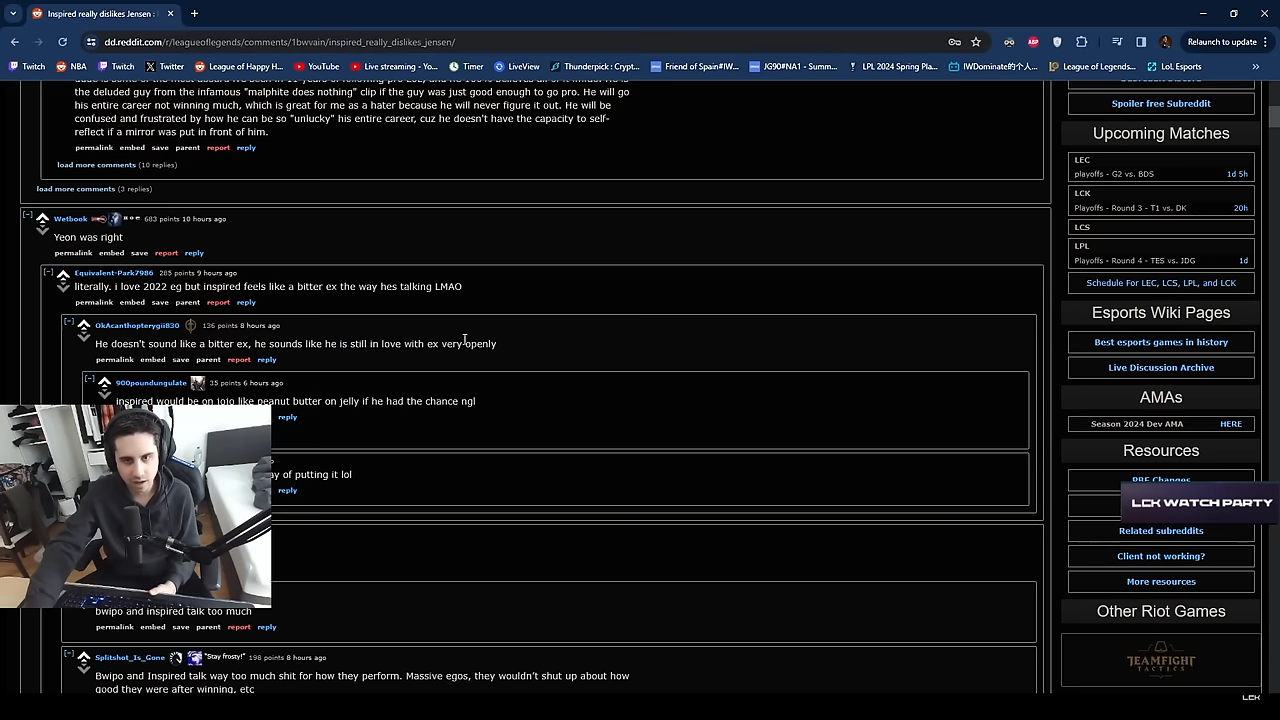 Inspired really dislikes Jensen :
dd.reddit.com/r/leagueoflegends/comments/1bwvain/inspired_really_dislikes_jensen/
Relaunch to update
Twitch
NBA
Twitch
Twitter
League of Happy H...
YouTube
Live streaming - Yo...
Timer
LiveView
Thunderpick : Crypt...
Friend of Spain#IW...
JG90#NA1 - Summ...
LPL 2024 Spring Pla...
IWDominate的个人...
League of Legends...
LoL Esports
the deluded guy from the infamous "malphite does nothing" clip if the guy was just good enough to go pro. He will go
his entire career not winning much, which is great for me as a hater because he will never figure it out. He will be
confused and frustrated by how he can be so "unlucky" his entire career, cuz he doesn't have the capacity to self-
reflect if a mirror was put in front of him.
permalink embed save parent report reply
load more comments (10 replies)
load more comments (3 replies)
[-] Wetbook 683 points 10 hours ago
Yeon was right
permalink embed save report reply
[-] Equivalent-Park7986 285 points 9 hours ago
literally. i love 2022 eg but inspired feels like a bitter ex the way hes talking LMAO
permalink embed save parent report reply
[-] OkAcanthopterygii830 136 points 8 hours ago
He doesn't sound like a bitter ex, he sounds like he is still in love with ex very openly
permalink embed save parent report reply
[-] 900poundungulate 35 points 6 hours ago
inspired would be on jojo like peanut butter on jelly if he had the chance ngl
reply
ay of putting it lol
reply
bwipo and inspired talk too much
permalink embed save parent report reply
[-] Splitshot_Is_Gone "Stay frosty!" 198 points 8 hours ago
Bwipo and Inspired talk way too much shit for how they perform. Massive egos, they wouldn't shut up about how
good they were after winning, etc
Spoiler free Subreddit
Upcoming Matches
LEC
playoffs - G2 vs. BDS 1d 5h
LCK
Playoffs - Round 3 - T1 vs. DK 20h
LCS
LPL
Playoffs - Round 4 - TES vs. JDG 1d
Schedule For LEC, LCS, LPL, and LCK
Esports Wiki Pages
Best esports games in history
Live Discussion Archive
AMAs
Season 2024 Dev AMA HERE
Resources
PBE Changes
LCK WATCH PARTY
Related subreddits
Client not working?
More resources
Other Riot Games
TEAMFIGHT
TACTICS
LCK